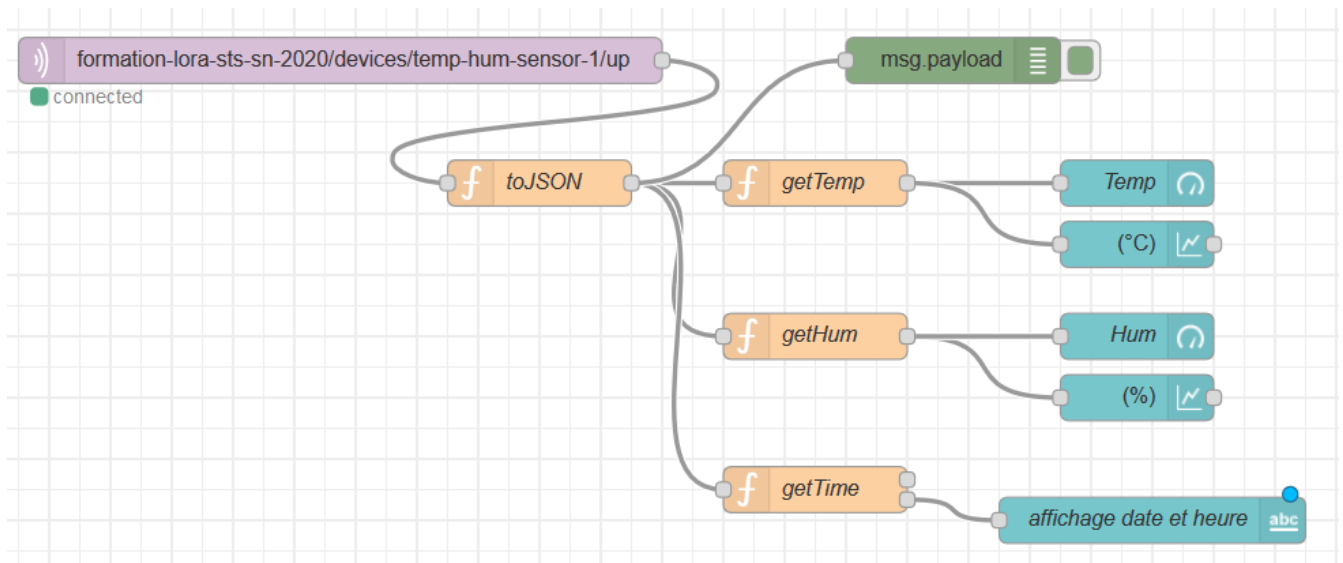 formation-lora-sts-sn-2020/devices/temp-hum-sensor-1/up
msg.payload
connected
toJSON
getTemp
Temp
(°C)
getHum
Hum
(%)
getTime
affichage date et heure
abc